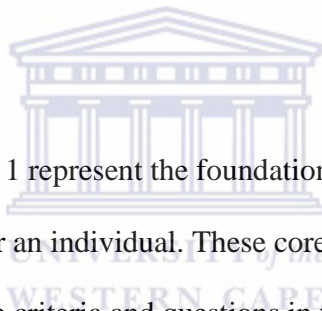 1 represent the foundation
an individual. These core
UNIVERSITY of the
criteria and questions in
WESTERN CAPE